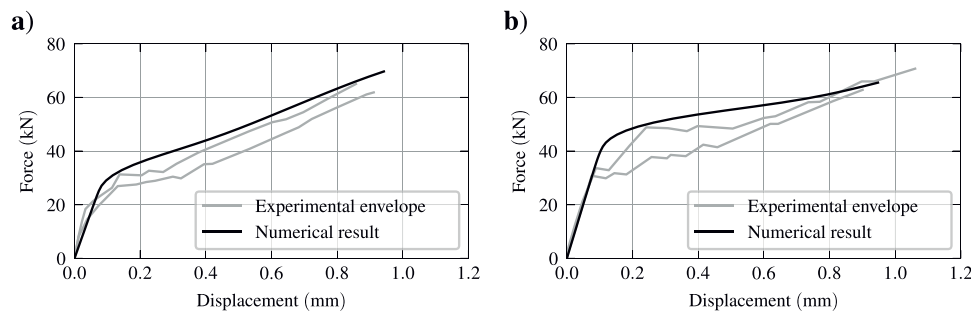 a)
80
60
40
20
0
Force (kN)
Experimental envelope
Numerical result
0.0 0.2 0.4 0.6 0.8 1.0 1.2
Displacement (mm)
b)
80
60
40
20
0
Force (kN)
Experimental envelope
Numerical result
0.0 0.2 0.4 0.6 0.8 1.0 1.2
Displacement (mm)